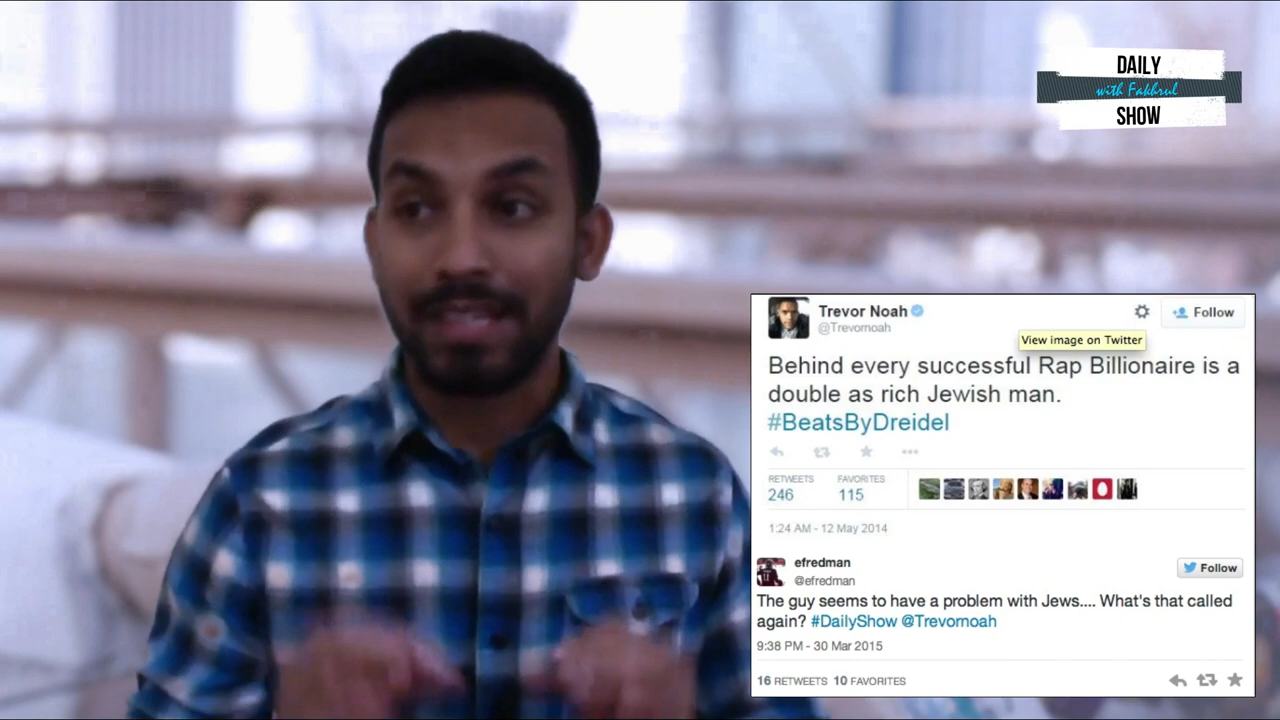 DAILY
with Fakhrul
SHOW
Trevor Noah
@Trevornoah
Follow
View image on Twitter
Behind every successful Rap Billionaire is a
double as rich Jewish man.
#BeatsByDreidel
RETWEETS FAVORITES
246 115
1:24 AM - 12 May 2014
efredman
@efredman
Follow
The guy seems to have a problem with Jews.... What's that called
again? #DailyShow @Trevornoah
9:38 PM - 30 Mar 2015
16 RETWEETS 10 FAVORITES